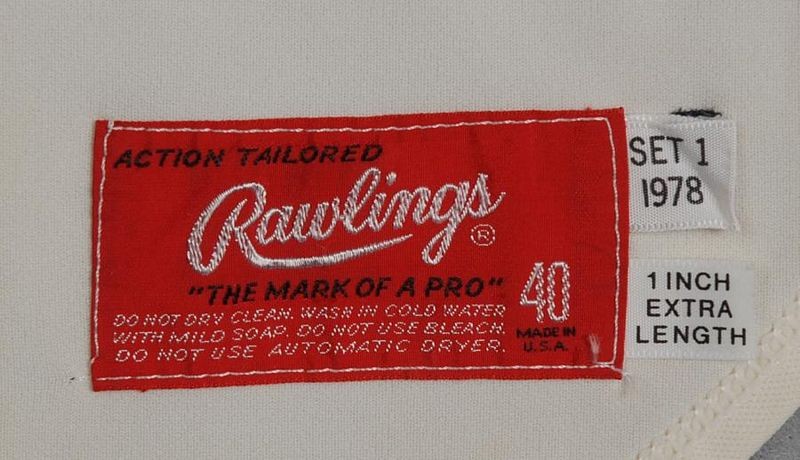 ACTION TAILORED
Rawlings®
"THE MARK OF A PRO"
DO NOT DRY CLEAN. WASH IN COLD WATER
WITH MILD SOAP. DO NOT USE BLEACH.
DO NOT USE AUTOMATIC DRYER.
40
MADE IN
U.S.A.
SET 1
1978
1 INCH
EXTRA
LENGTH